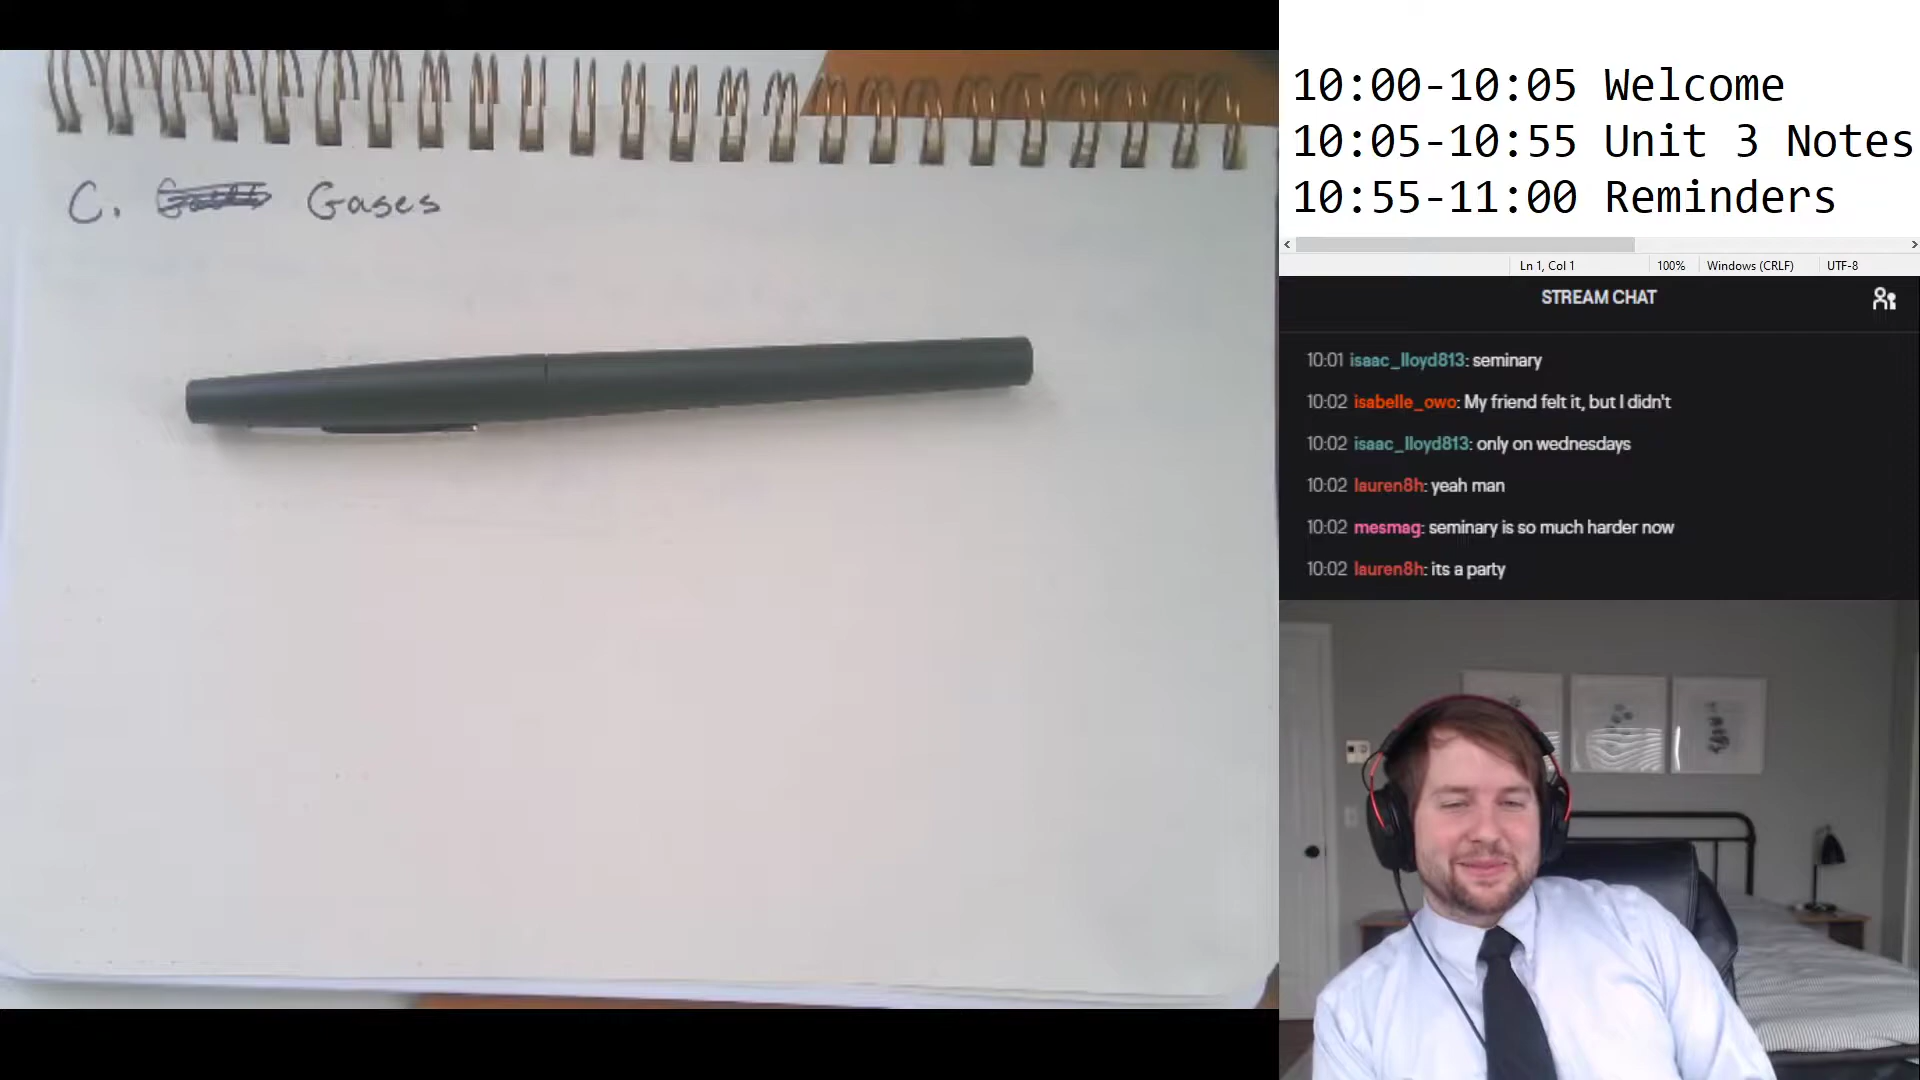 C. Gases
10:00-10:05 Welcome
10:05-10:55 Unit 3 Notes
10:55-11:00 Reminders
Ln 1, Col 1 100% Windows (CRLF) UTF-8
STREAM CHAT
10:01 isaac_lloyd813: seminary
10:02 isabelle_owo: My friend felt it, but I didn't
10:02 isaac_lloyd813: only on wednesdays
10:02 lauren8h: yeah man
10:02 mesmag: seminary is so much harder now
10:02 lauren8h: its a party